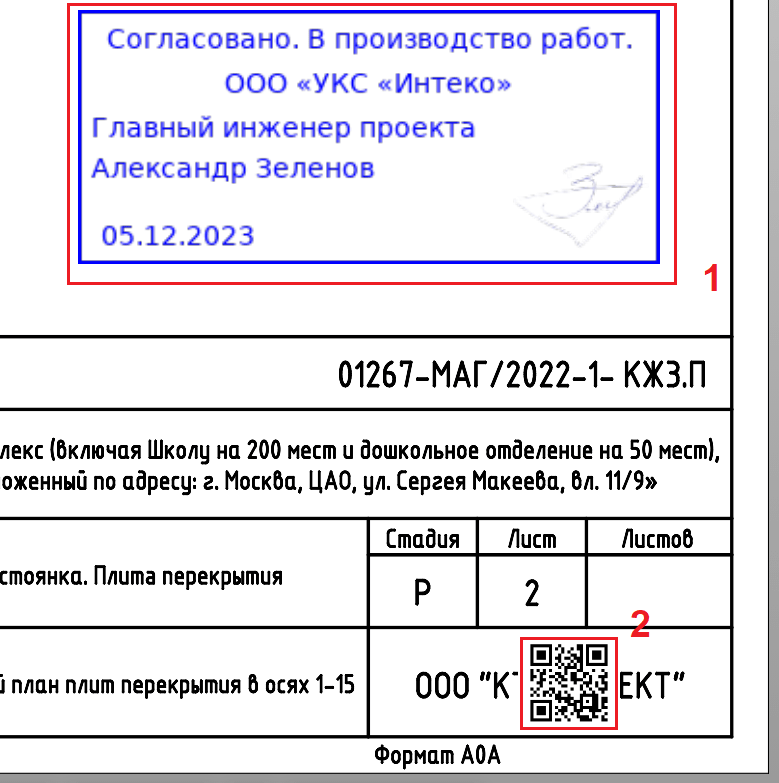 Согласовано. В производство работ.
ООО «УКС «Интеко»
Главный инженер проекта
Александр Зеленов
05.12.2023
1
01267-МАГ/2022-1- КЖ3.П
лекс (включая Школу на 200 мест и дошкольное отделение на 50 мест),
оженный по адресу: г. Москва, ЦАО, ул. Сергея Макеева, вл. 11/9»
Стадия Лист Листов
стоянка. Плита перекрытия
Р 2
2
й план плит перекрытия в осях 1-15
ООО "К ЕКТ"
Формат А0А